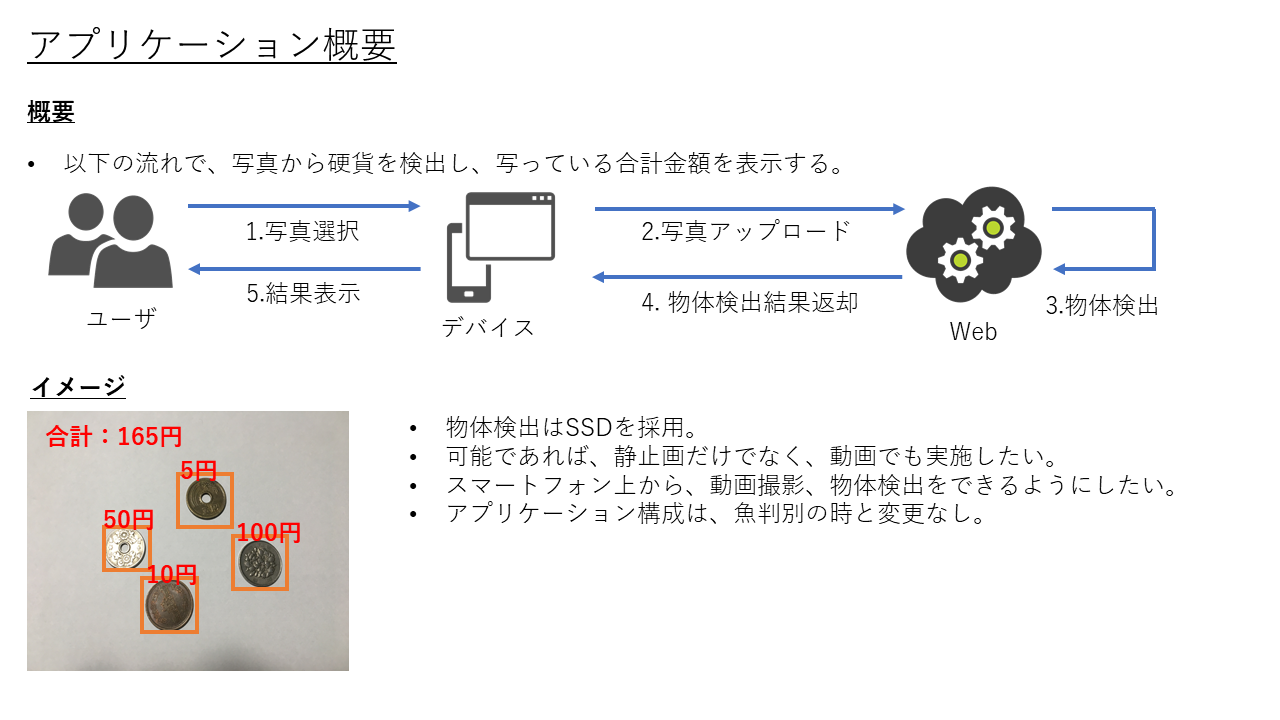 アプリケーション概要
概要
• 以下の流れで、写真から硬貨を検出し、写っている合計金額を表示する。
1.写真選択
2.写真アップロード
5.結果表示
4. 物体検出結果返却
3.物体検出
ユーザ
デバイス
Web
イメージ
合計：165円
5円
50円
100円
10円
• 物体検出はSSDを採用。
• 可能であれば、静止画だけでなく、動画でも実施したい。
• スマートフォン上から、動画撮影、物体検出をできるようにしたい。
• アプリケーション構成は、魚判別の時と変更なし。